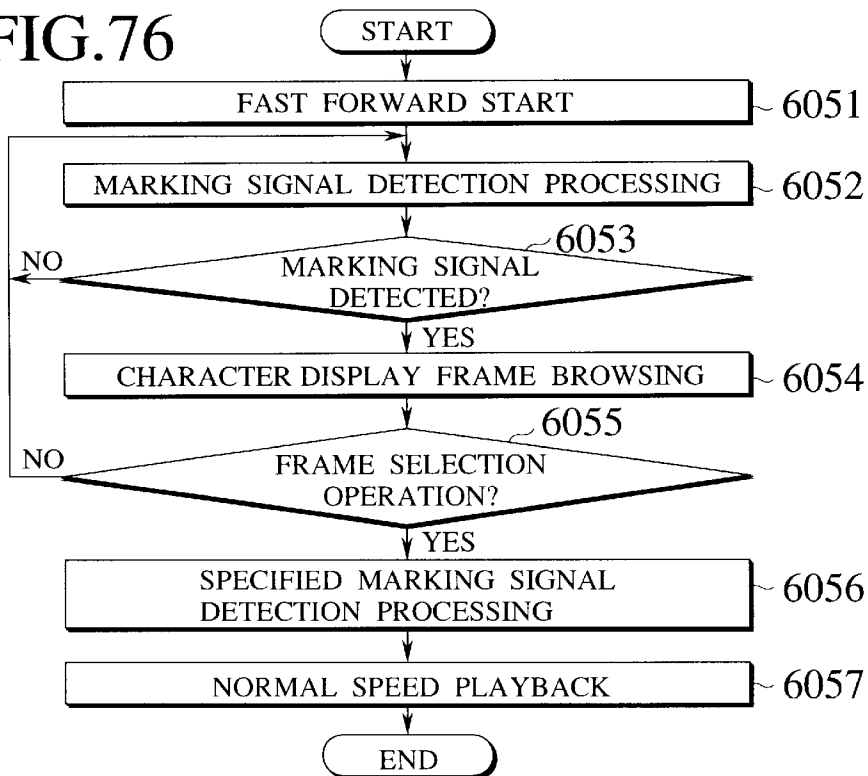 FIG.76
START
FAST FORWARD START
6051
MARKING SIGNAL DETECTION PROCESSING
6052
6053
NO
MARKING SIGNAL
DETECTED?
YES
CHARACTER DISPLAY FRAME BROWSING
6054
6055
NO
FRAME SELECTION
OPERATION?
YES
SPECIFIED MARKING SIGNAL
DETECTION PROCESSING
6056
NORMAL SPEED PLAYBACK
6057
END